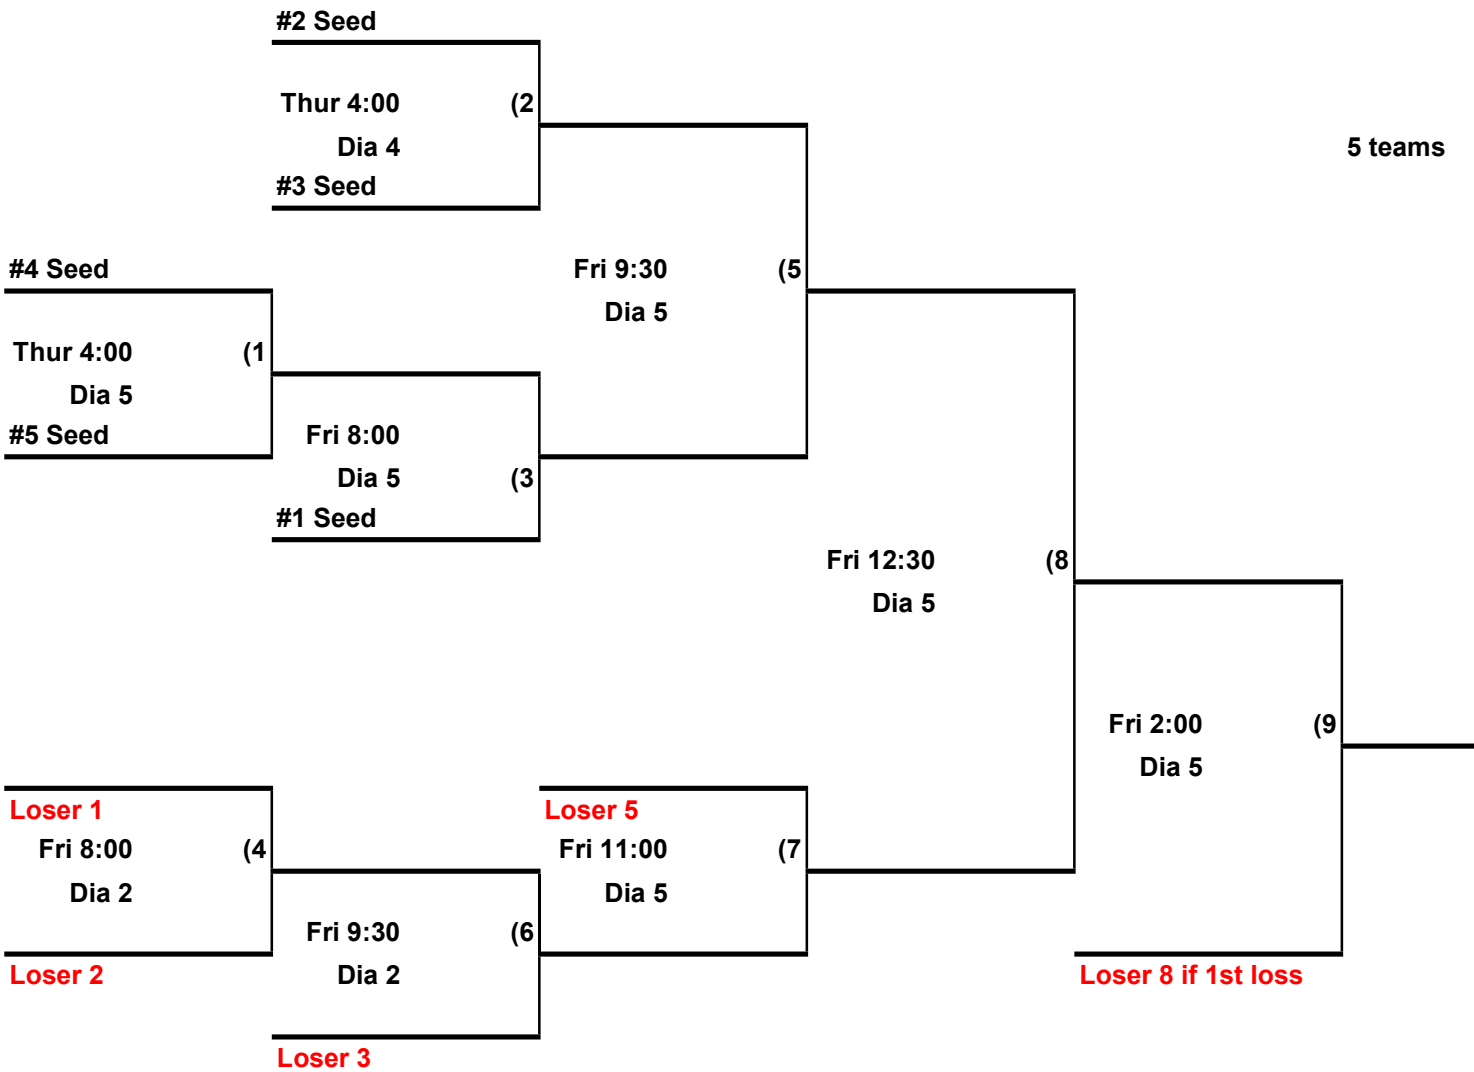 #2 Seed
Thur 4:00 (2
Dia 4
5 teams
#3 Seed
#4 Seed
Fri 9:30 (5
Dia 5
Thur 4:00 (1
Dia 5
#5 Seed
Fri 8:00
Dia 5 (3
#1 Seed
Fri 12:30 (8
Dia 5
Fri 2:00 (9
Dia 5
Loser 1
Fri 8:00 (4
Dia 2
Loser 2
Loser 5
Fri 11:00 (7
Dia 5
Fri 9:30 (6
Dia 2
Loser 3
Loser 8 if 1st loss